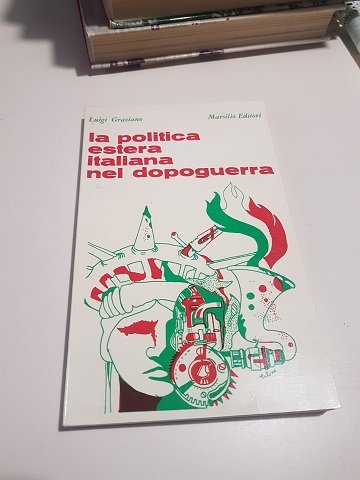 Luigi Graziano Marsilio Editori
la politica
estera
italiana
nel dopoguerra